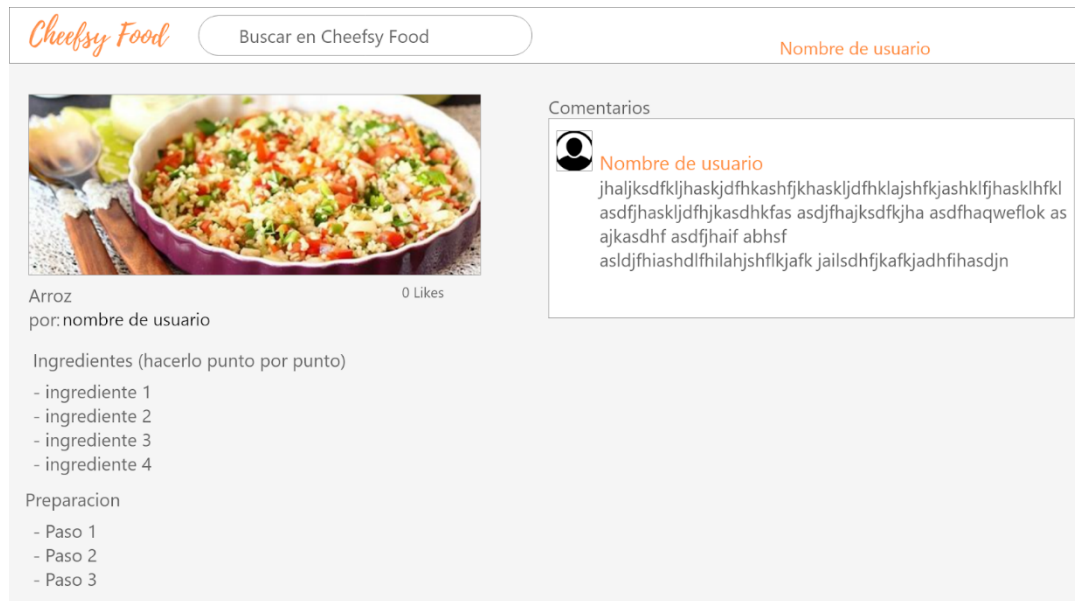 Cheefsy Food
Buscar en Cheefsy Food
Nombre de usuario
Arroz
0 Likes
por: nombre de usuario
Ingredientes (hacerlo punto por punto)
- ingrediente 1
- ingrediente 2
- ingrediente 3
- ingrediente 4
Preparacion
- Paso 1
- Paso 2
- Paso 3
Comentarios
Nombre de usuario
jhaljksdfkljhaskjdfhkashfjkhaskljdfhklajshfkjashklfjhasklhfkl
asdfjhaskljdfhjkasdhkfas asdjfhajksdfkjha asdfhaqweflok as
ajkasdhf asdfjhaif abhsf
asldjfhiashdlfhilahjshflkjafk jailsdhfjkafkjadhfihasdjn